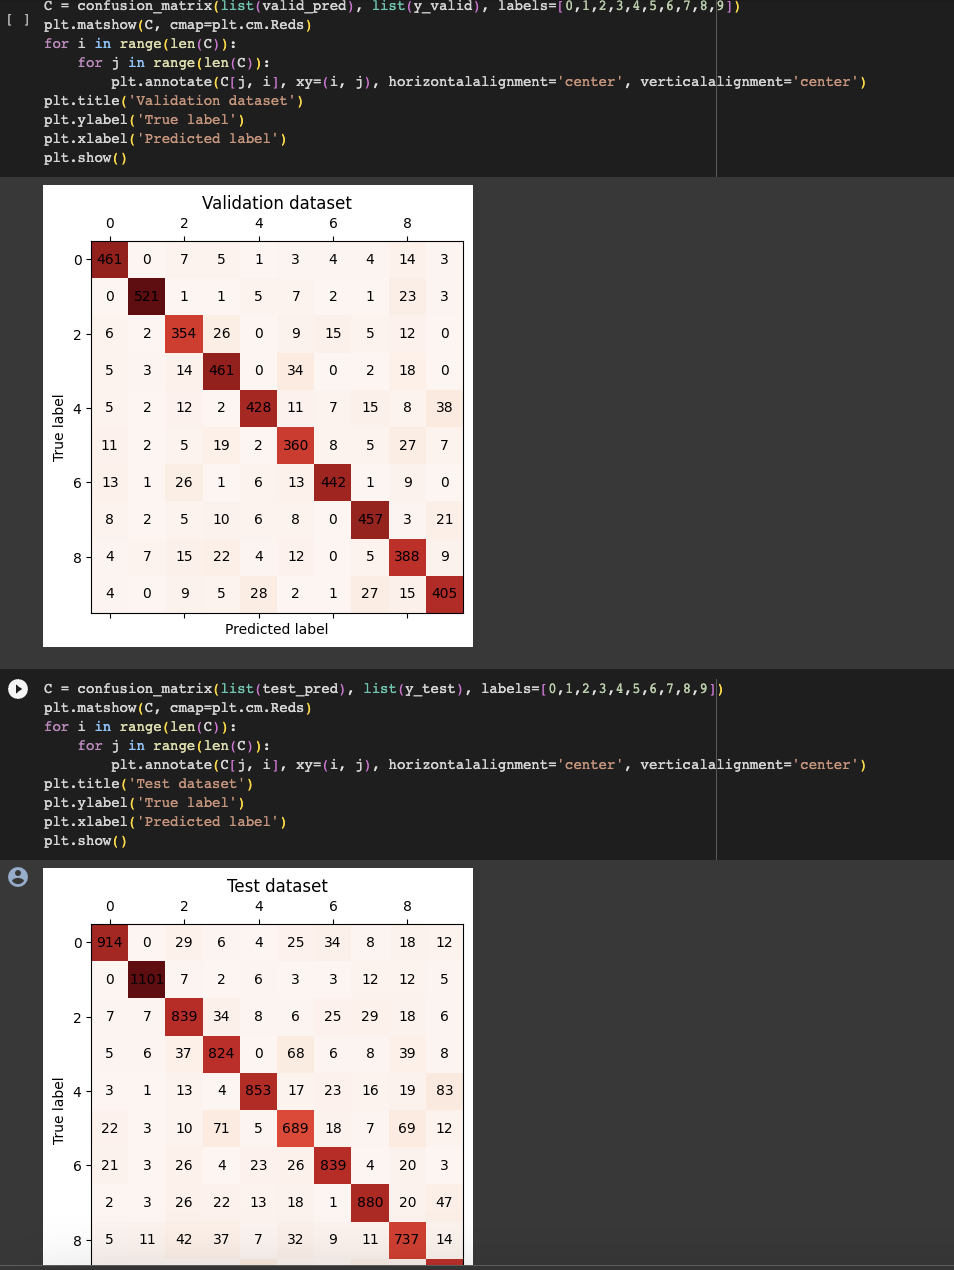 C = confusion_matrix(list(valid_pred), list(y_valid), labels=[0,1,2,3,4,5,6,7,8,9])
[ ] plt.matshow(C, cmap=plt.cm.Reds)
for i in range(len(C)):
    for j in range(len(C)):
        plt.annotate(C[j, i], xy=(i, j), horizontalalignment='center', verticalalignment='center')
plt.title('Validation dataset')
plt.ylabel('True label')
plt.xlabel('Predicted label')
plt.show()
Validation dataset
0 2 4 6 8
0 461 0 7 5 1 3 4 4 14 3
0 521 1 1 5 7 2 1 23 3
2 6 2 354 26 0 9 15 5 12 0
5 3 14 461 0 34 0 2 18 0
4 5 2 12 2 428 11 7 15 8 38
11 2 5 19 2 360 8 5 27 7
6 13 1 26 1 6 13 442 1 9 0
8 2 5 10 6 8 0 457 3 21
8 4 7 15 22 4 12 0 5 388 9
4 0 9 5 28 2 1 27 15 405
True label
Predicted label
C = confusion_matrix(list(test_pred), list(y_test), labels=[0,1,2,3,4,5,6,7,8,9])
plt.matshow(C, cmap=plt.cm.Reds)
for i in range(len(C)):
    for j in range(len(C)):
        plt.annotate(C[j, i], xy=(i, j), horizontalalignment='center', verticalalignment='center')
plt.title('Test dataset')
plt.ylabel('True label')
plt.xlabel('Predicted label')
plt.show()
Test dataset
0 2 4 6 8
0 914 0 29 6 4 25 34 8 18 12
0 1101 7 2 6 3 3 12 12 5
2 7 7 839 34 8 6 25 29 18 6
5 6 37 824 0 68 6 8 39 8
4 3 1 13 4 853 17 23 16 19 83
22 3 10 71 5 689 18 7 69 12
6 21 3 26 4 23 26 839 4 20 3
2 3 26 22 13 18 1 880 20 47
8 5 11 42 37 7 32 9 11 737 14
True label